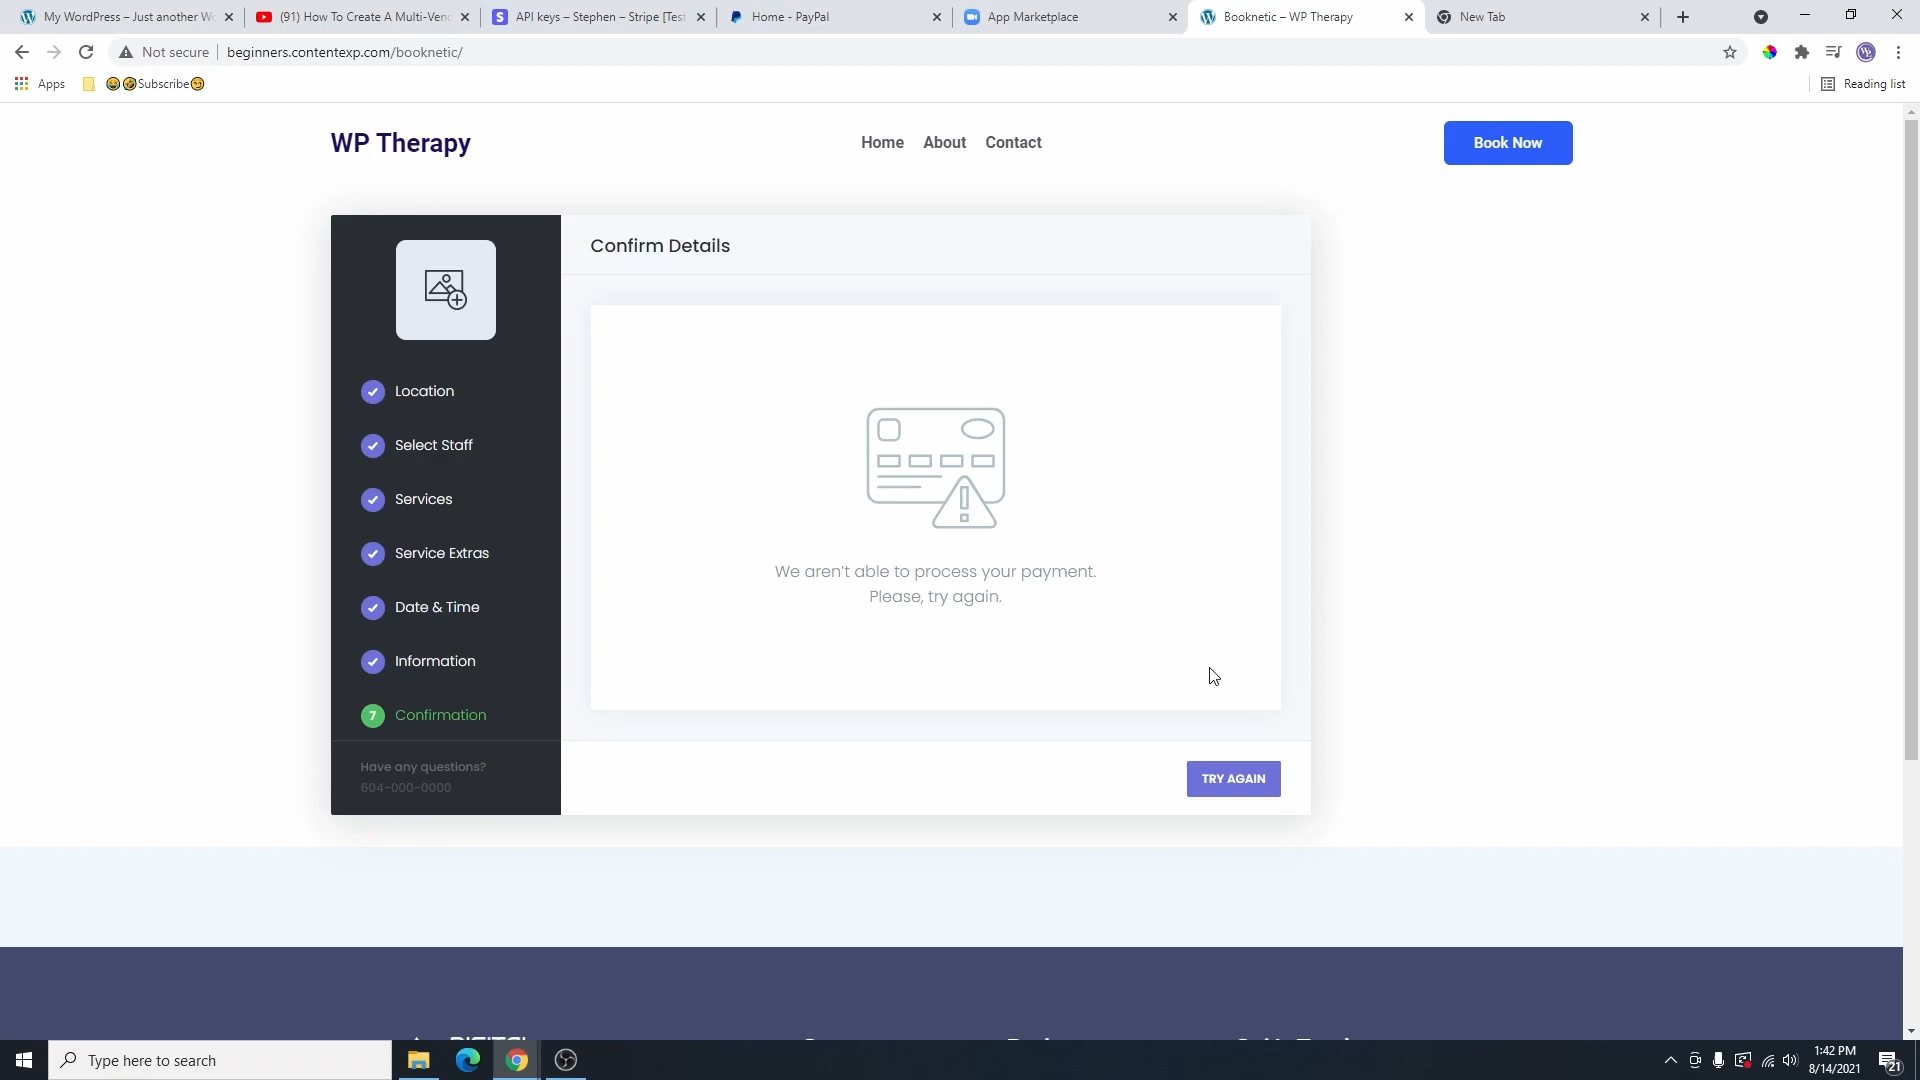 My WordPress – Just another Wo
(91) How To Create A Multi-Vend
API keys – Stephen – Stripe [Test
Home - PayPal
App Marketplace
Booknetic – WP Therapy
New Tab
Not secure
beginners.contentexp.com/booknetic/
Apps
Subscribe
Reading list
WP Therapy
Home
About
Contact
Book Now
Confirm Details
Location
Select Staff
Services
Service Extras
Date & Time
Information
7 Confirmation
We aren't able to process your payment.
Please, try again.
Have any questions?
604-000-0000
TRY AGAIN
Type here to search
1:42 PM
8/14/2021
21